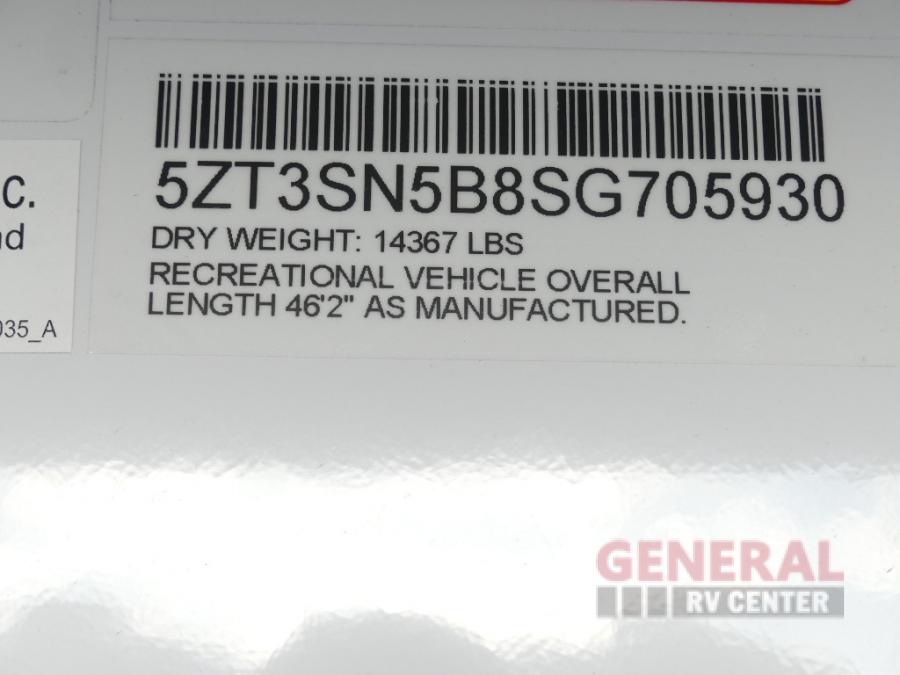 5ZT3SN5B8SG705930
DRY WEIGHT: 14367 LBS
RECREATIONAL VEHICLE OVERALL
LENGTH 46'2" AS MANUFACTURED.
C.
nd
035_A
GENERAL
RV CENTER